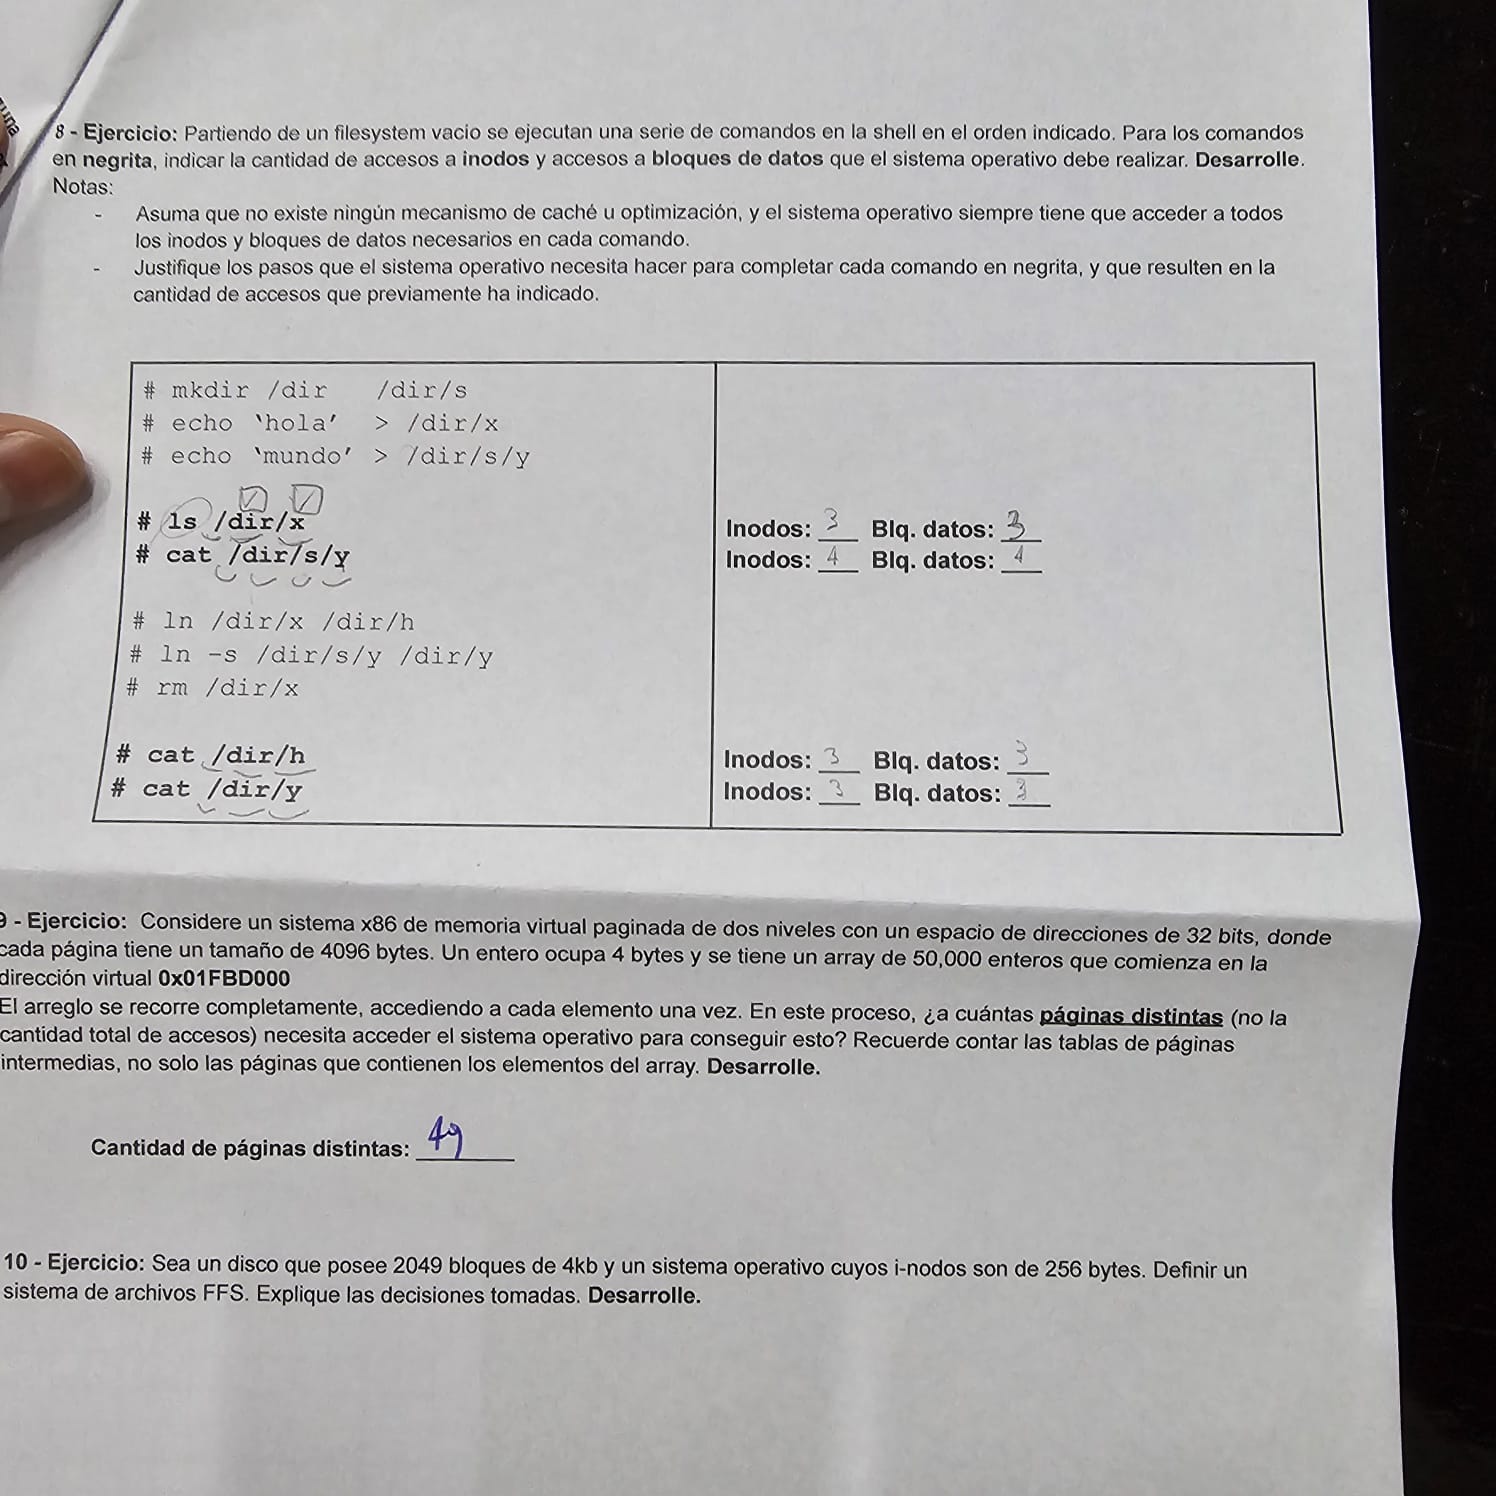 8 - Ejercicio: Partiendo de un filesystem vacio se ejecutan una serie de comandos en la shell en el orden indicado. Para los comandos
en negrita, indicar la cantidad de accesos a inodos y accesos a bloques de datos que el sistema operativo debe realizar. Desarrolle.
Notas:
- Asuma que no existe ningún mecanismo de caché u optimización, y el sistema operativo siempre tiene que acceder a todos
los inodos y bloques de datos necesarios en cada comando.
- Justifique los pasos que el sistema operativo necesita hacer para completar cada comando en negrita, y que resulten en la
cantidad de accesos que previamente ha indicado.
# mkdir /dir /dir/s
# echo 'hola' > /dir/x
# echo 'mundo' > /dir/s/y
# ls /dir/x
# cat /dir/s/y
Inodos: 3 Blq. datos: 3
Inodos: 4 Blq. datos: 4
# ln /dir/x /dir/h
# ln -s /dir/s/y /dir/y
# rm /dir/x
# cat /dir/h
# cat /dir/y
Inodos: 3 Blq. datos: 3
Inodos: 3 Blq. datos: 3
9 - Ejercicio: Considere un sistema x86 de memoria virtual paginada de dos niveles con un espacio de direcciones de 32 bits, donde
cada página tiene un tamaño de 4096 bytes. Un entero ocupa 4 bytes y se tiene un array de 50,000 enteros que comienza en la
dirección virtual 0x01FBD000
El arreglo se recorre completamente, accediendo a cada elemento una vez. En este proceso, ¿a cuántas páginas distintas (no la
cantidad total de accesos) necesita acceder el sistema operativo para conseguir esto? Recuerde contar las tablas de páginas
intermedias, no solo las páginas que contienen los elementos del array. Desarrolle.
Cantidad de páginas distintas: 49
10 - Ejercicio: Sea un disco que posee 2049 bloques de 4kb y un sistema operativo cuyos i-nodos son de 256 bytes. Definir un
sistema de archivos FFS. Explique las decisiones tomadas. Desarrolle.